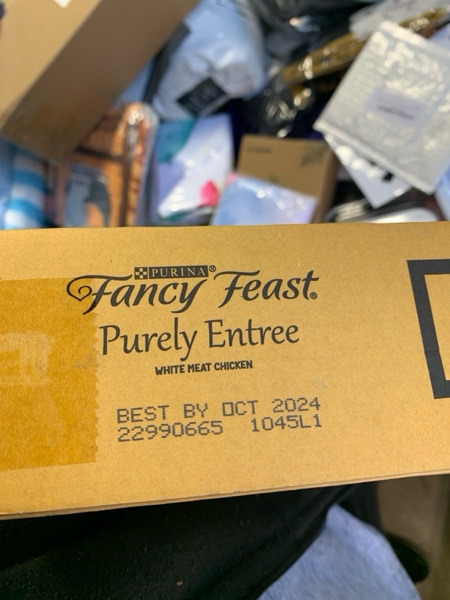 PURINA®
Fancy Feast®
Purely Entree
WHITE MEAT CHICKEN
BEST BY OCT 2024
22990665 1045L1